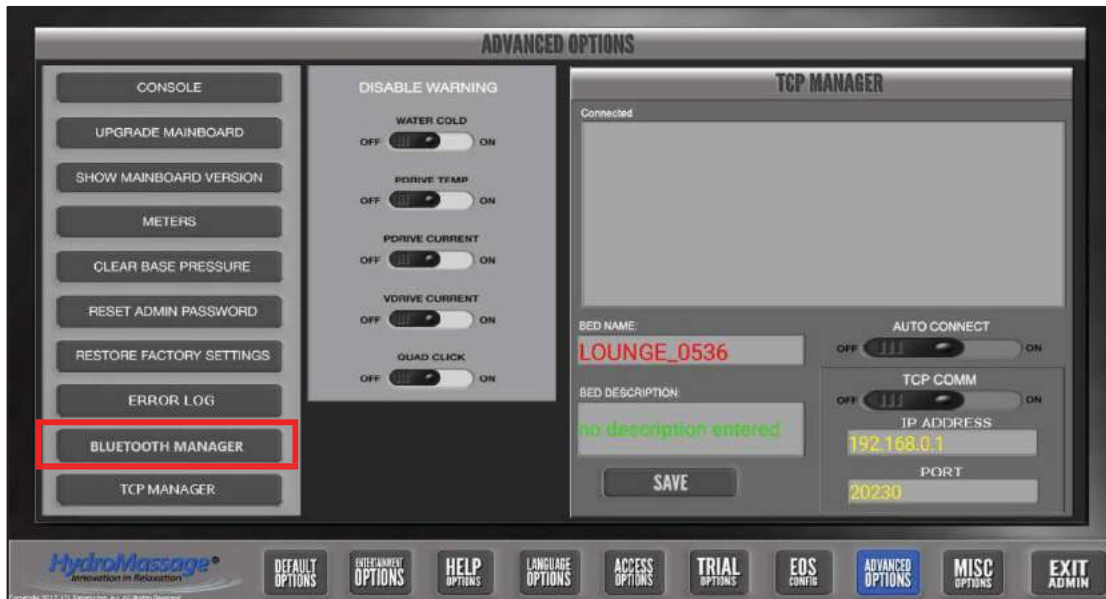 ADVANCED OPTIONS
CONSOLE
UPGRADE MAINBOARD
SHOW MAINBOARD VERSION
METERS
CLEAR BASE PRESSURE
RESET ADMIN PASSWORD
RESTORE FACTORY SETTINGS
ERROR LOG
BLUETOOTH MANAGER
TCP MANAGER
DISABLE WARNING
WATER COLD
OFF ON
PDRIVE TEMP
OFF ON
PDRIVE CURRENT
OFF ON
VDRIVE CURRENT
OFF ON
QUAD CLICK
OFF ON
TCP MANAGER
Connected
BED NAME:
LOUNGE_0536
BED DESCRIPTION:
no description entered
SAVE
AUTO CONNECT
OFF ON
TCP COMM
OFF ON
IP ADDRESS
192.168.0.1
PORT
20230
HydroMassage®
Innovation in Relaxation
DEFAULT OPTIONS
ENTERTAINMENT OPTIONS
HELP OPTIONS
LANGUAGE OPTIONS
ACCESS OPTIONS
TRIAL OPTIONS
EOS CONFIG
ADVANCED OPTIONS
MISC OPTIONS
EXIT ADMIN